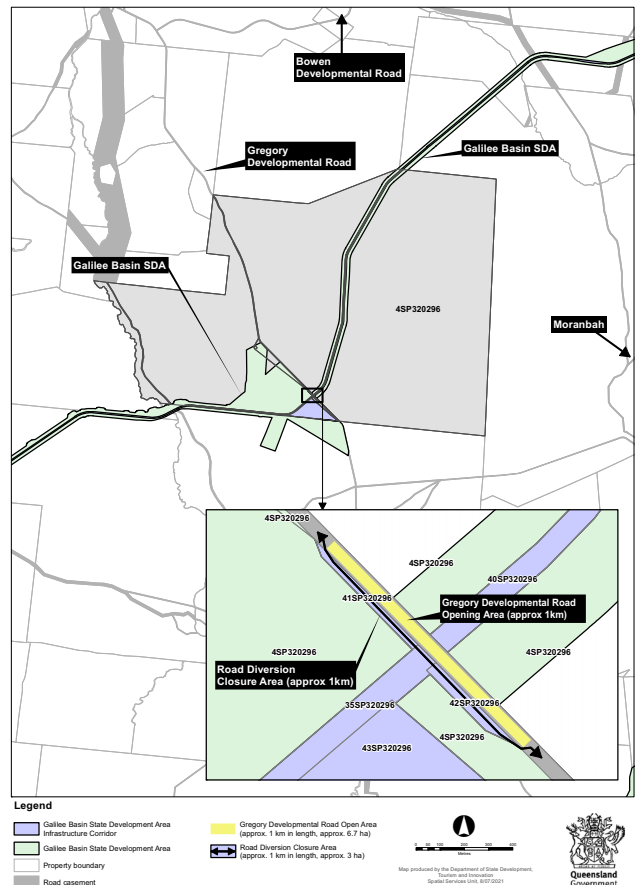 Bowen
Developmental Road
Gregory
Developmental Road
Galilee Basin SDA
Galilee Basin SDA
4SP320296
Moranbah
4SP320296
4SP320296
40SP320296
41SP320296
Gregory Developmental Road
Opening Area (approx 1km)
4SP320296
4SP320296
Road Diversion
Closure Area (approx 1km)
35SP320296
42SP320296
4SP320296
43SP320296
Legend
Galilee Basin State Development Area
Infrastructure Corridor
Galilee Basin State Development Area
Property boundary
Road casement
Gregory Developmental Road Open Area
(approx. 1 km in length, approx. 6.7 ha)
Road Diversion Closure Area
(approx. 1 km in length, approx. 3 ha)
Metres
Map produced by the Department of State Development,
Tourism and Innovation
Spatial Services Unit, 8/07/2021
Queensland
Government